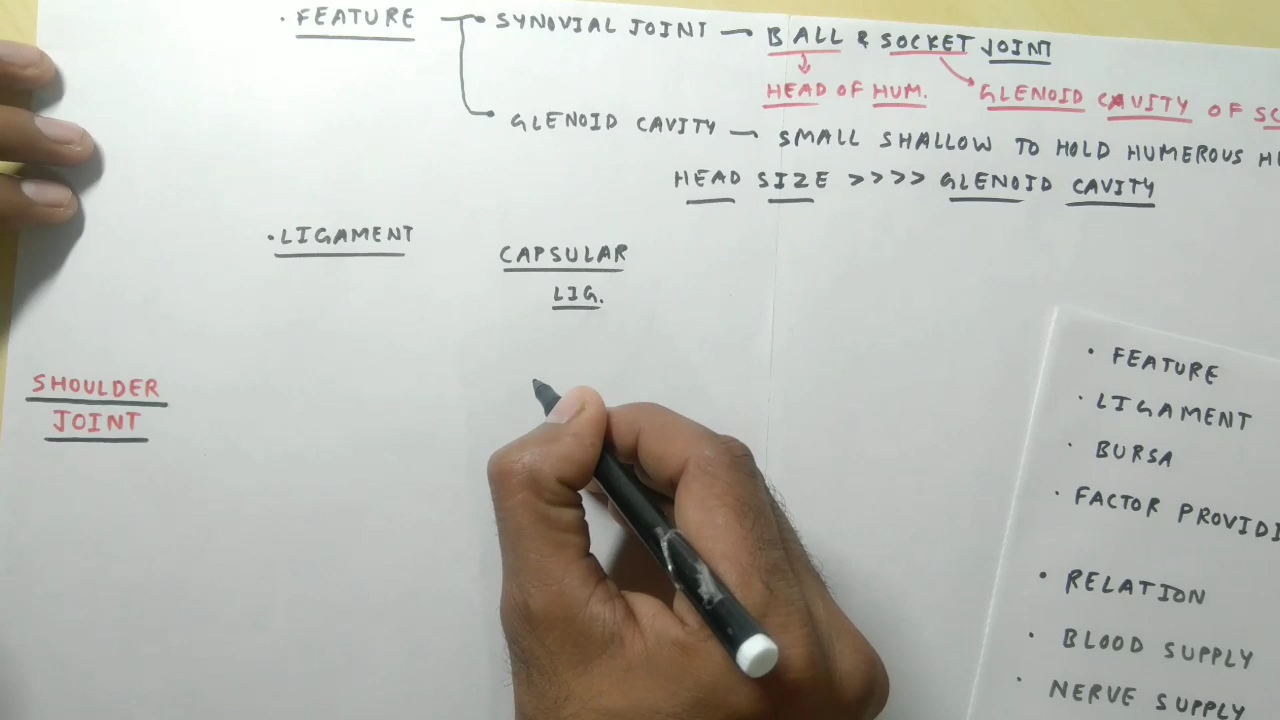 . FEATURE
SYNOVIAL JOINT — BALL & SOCKET JOINT
HEAD OF HUM.
GLENOID CAVITY OF
GLENOID CAVITY — SMALL SHALLOW TO HOLD HUMEROUS
HEAD SIZE >>>> GLENOID CAVITY
. LIGAMENT
CAPSULAR
LIG.
SHOULDER
JOINT
• FEATURE
• LIGAMENT
• BURSA
• FACTOR
• RELATION
• BLOOD SUPPLY
• NERVE SUPPLY